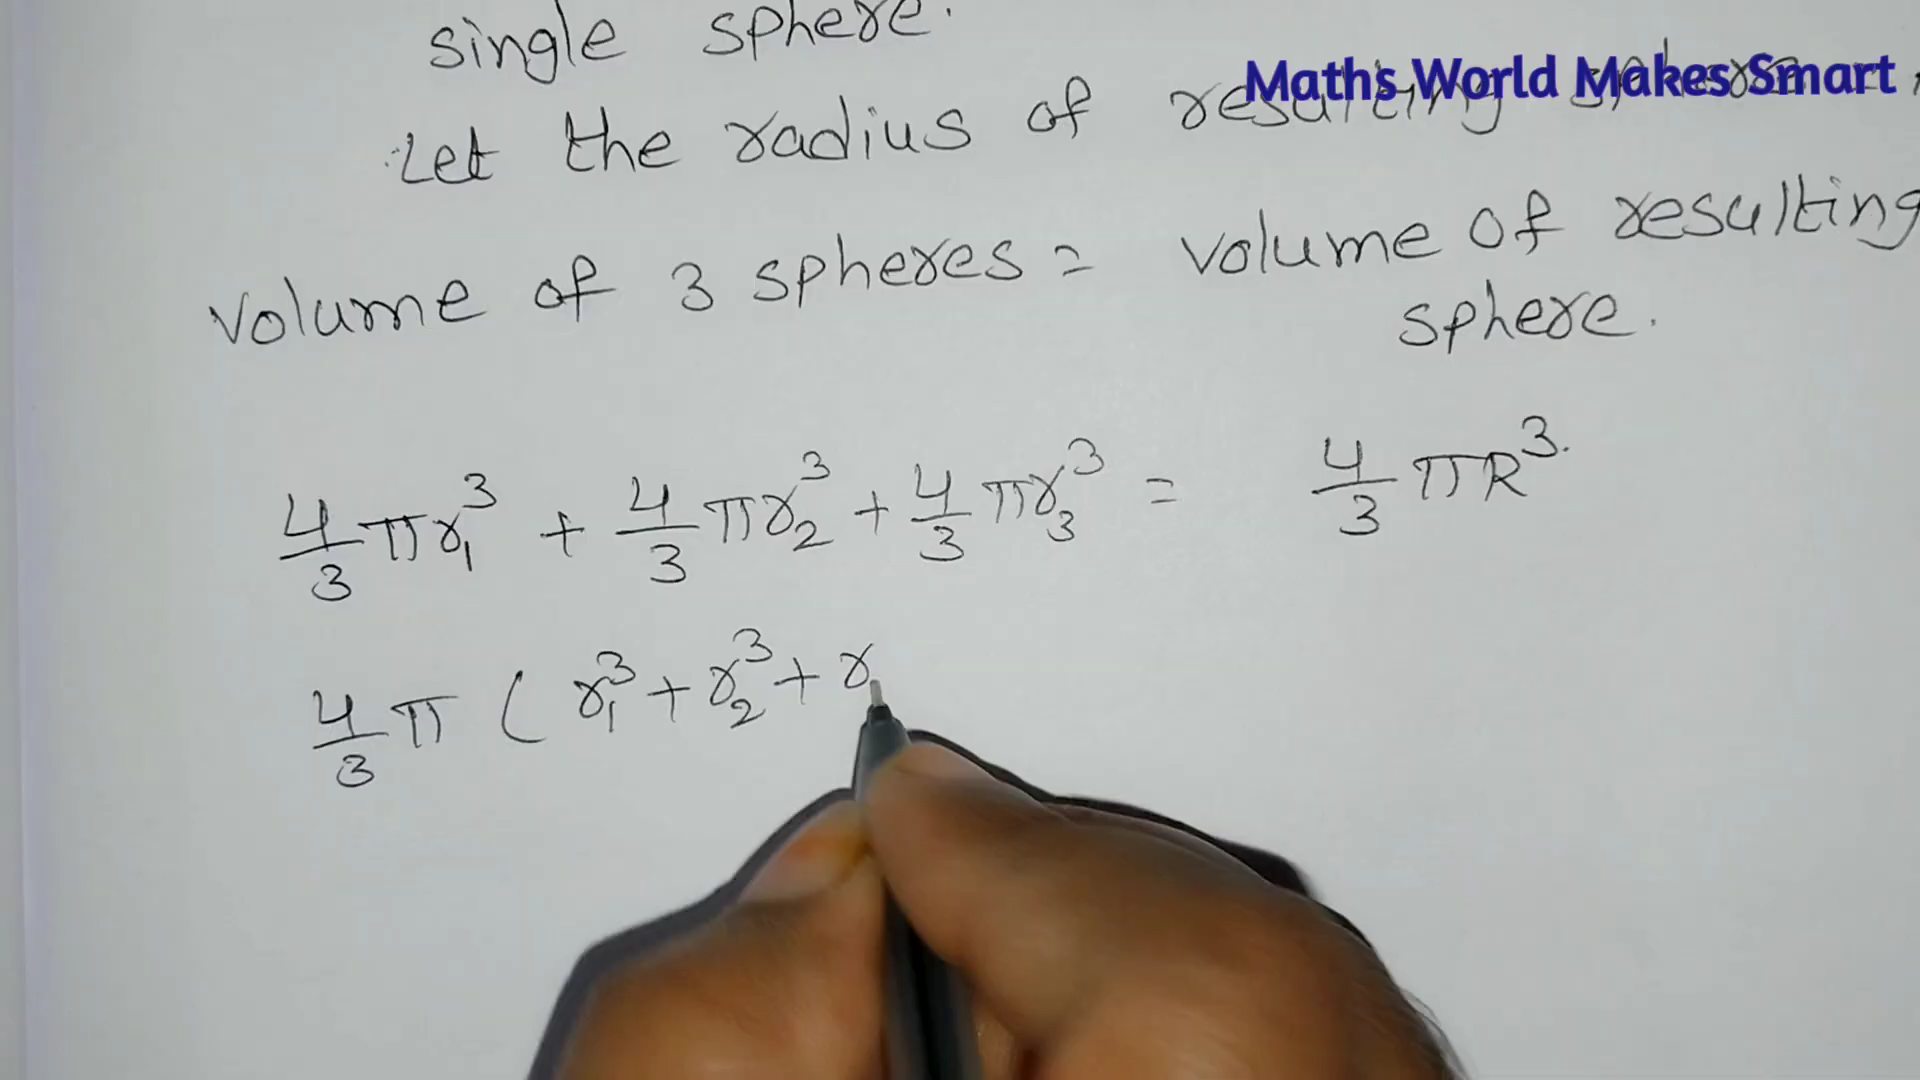 single sphere.
Maths World Makes Smart
Let the radius of resulting sphere =
volume of 3 spheres = volume of resulting
sphere.
4/3 πr₁³ + 4/3 πr₂³ + 4/3 πr₃³ = 4/3 πR³.
4/3 π ( r₁³ + r₂³ + r